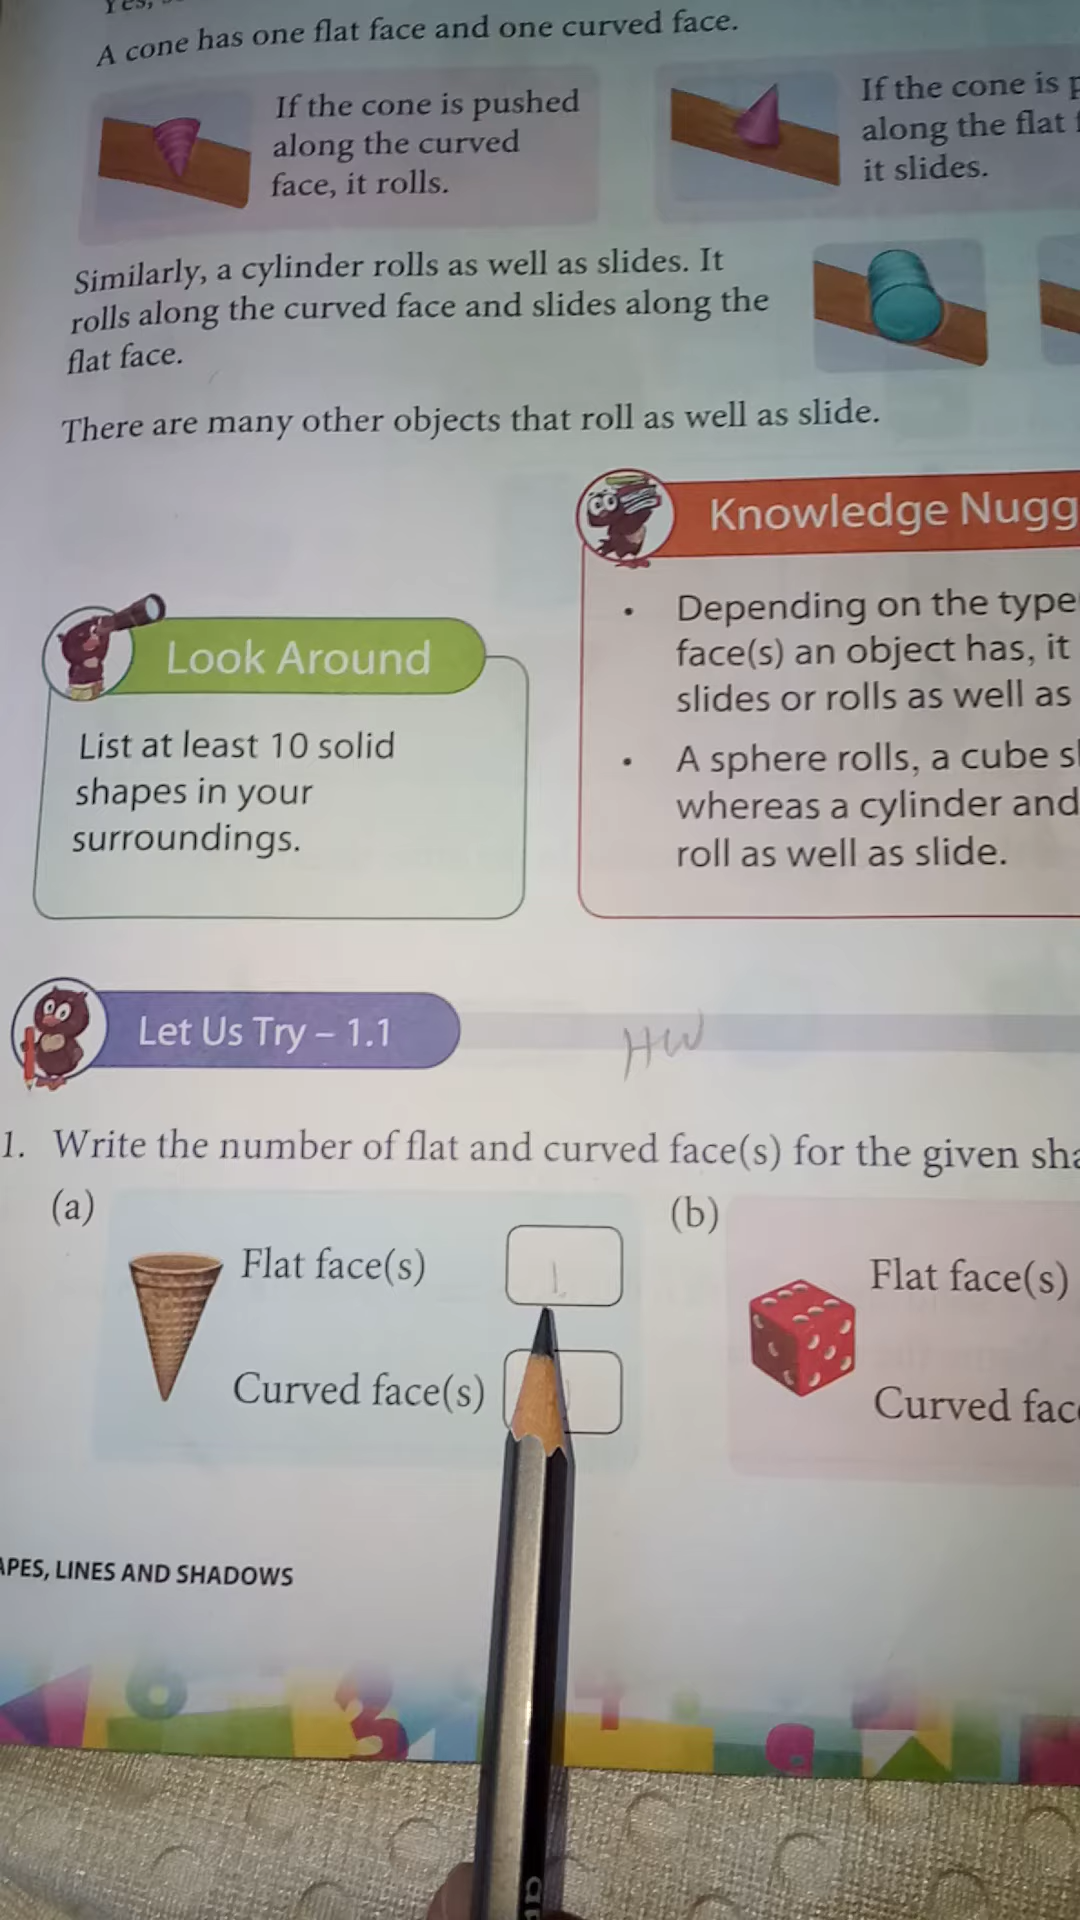 Yes,
A cone has one flat face and one curved face.
If the cone is pushed
along the curved
face, it rolls.
If the cone is
along the flat
it slides.
Similarly, a cylinder rolls as well as slides. It
rolls along the curved face and slides along the
flat face.
There are many other objects that roll as well as slide.
Look Around
List at least 10 solid
shapes in your
surroundings.
Knowledge Nugg
• Depending on the type
face(s) an object has, it
slides or rolls as well as
• A sphere rolls, a cube sl
whereas a cylinder and
roll as well as slide.
Let Us Try – 1.1
HW
1. Write the number of flat and curved face(s) for the given sha
(a)
Flat face(s)
1
Curved face(s)
(b)
Flat face(s)
Curved fac
APES, LINES AND SHADOWS
6
3
4